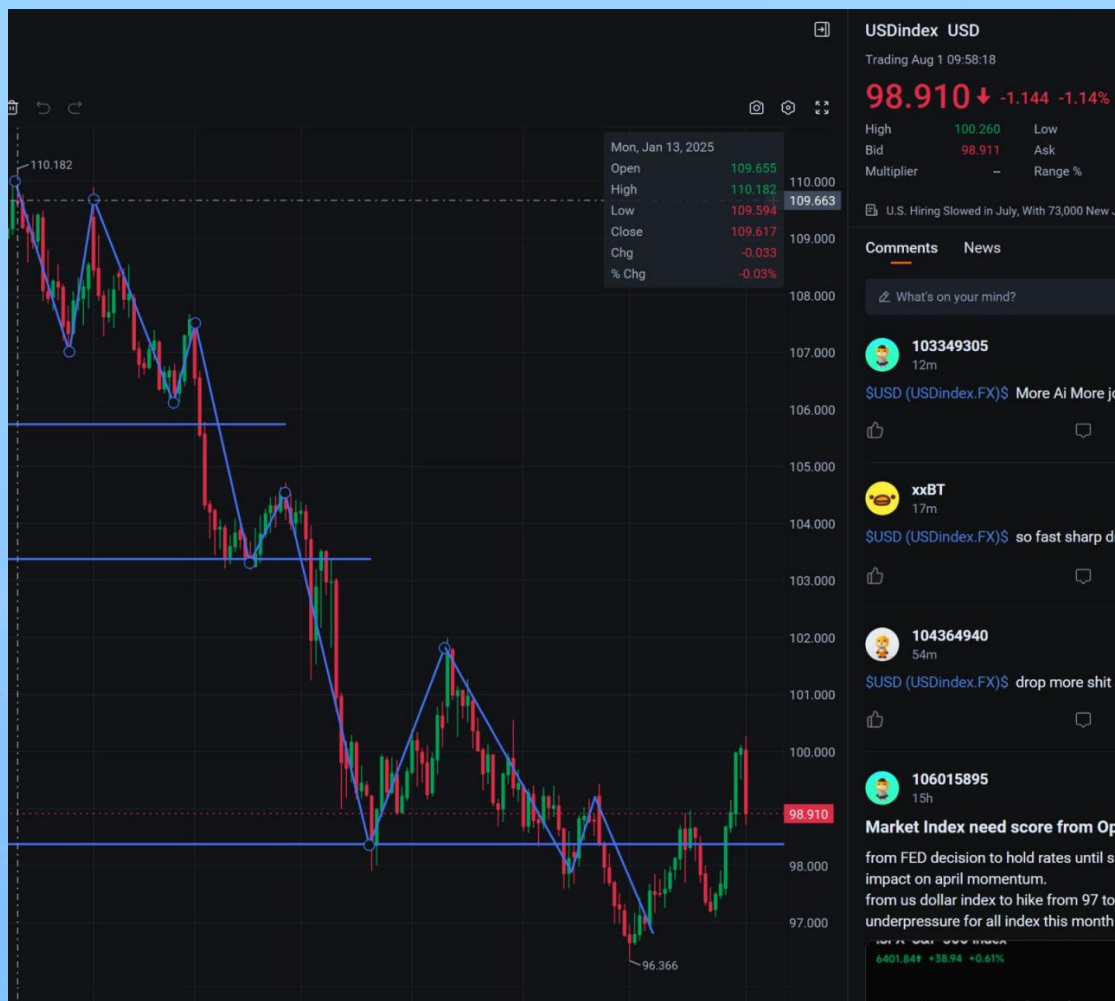 USDindex USD
Trading Aug 1 09:58:18
98.910 -1.144 -1.14%
High 100.260 Low
Bid 98.911 Ask
Multiplier -- Range %
U.S. Hiring Slowed in July, With 73,000 New
Comments News
What's on your mind?
103349305
12m
$USD (USDindex.FX)$ More Ai More
xxBT
17m
$USD (USDindex.FX)$ so fast sharp
104364940
54m
$USD (USDindex.FX)$ drop more shit
106015895
15h
Market Index need score from
from FED decision to hold rates until
impact on april momentum.
from us dollar index to hike from 97 to
underpressure for all index this month
6401.84 +38.94 +0.61%
110.182
Mon, Jan 13, 2025
Open 109.655
High 110.182
Low 109.594
Close 109.617
Chg -0.033
% Chg -0.03%
110.000
109.663
109.000
108.000
107.000
106.000
105.000
104.000
103.000
102.000
101.000
100.000
98.910
98.000
97.000
96.366